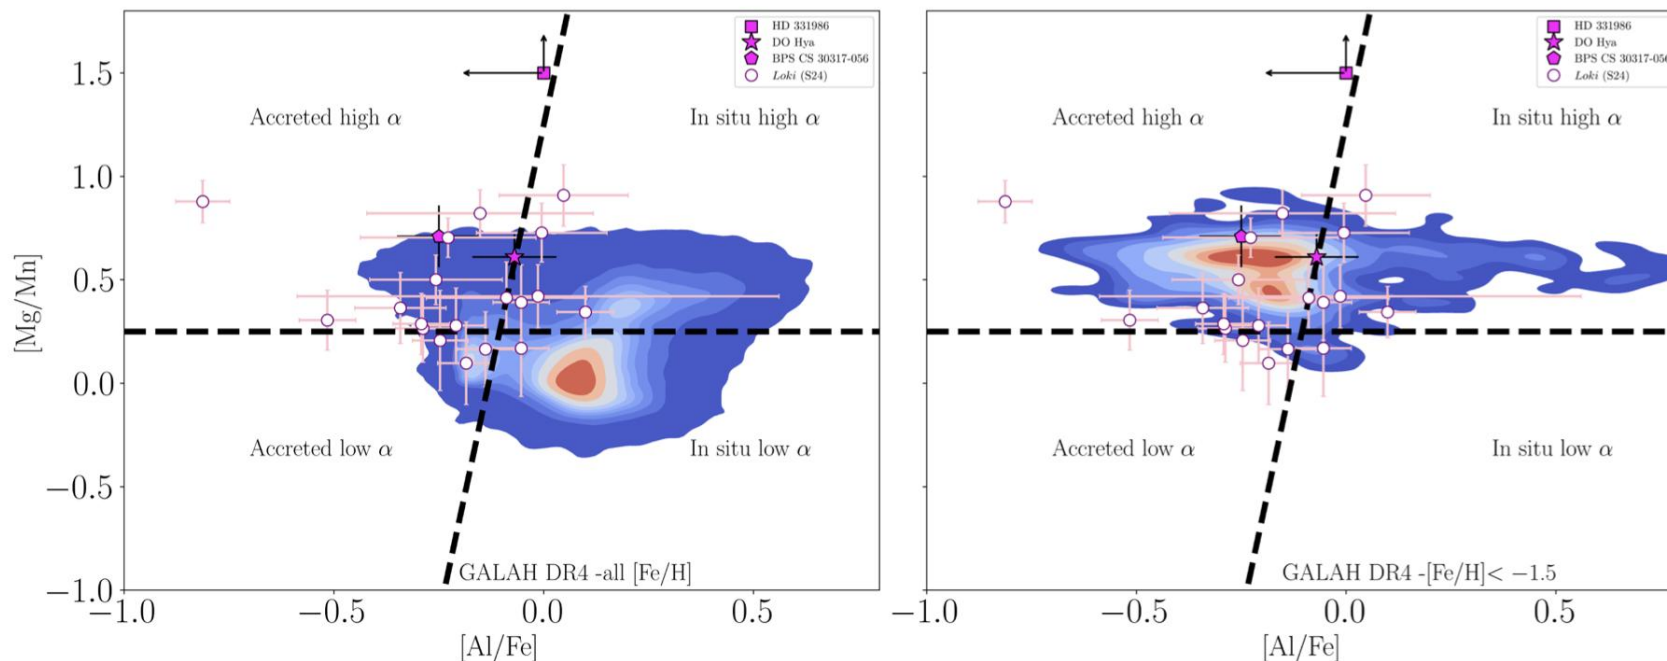 HD 331986
DO Hya
BPS CS 30317-056
Loki (S24)
Accreted high α
In situ high α
Accreted low α
In situ low α
GALAH DR4 -all [Fe/H]
[Mg/Mn]
1.5
1.0
0.5
0.0
−0.5
−1.0
−1.0
−0.5
0.0
0.5
[Al/Fe]
HD 331986
DO Hya
BPS CS 30317-056
Loki (S24)
Accreted high α
In situ high α
Accreted low α
In situ low α
GALAH DR4 -[Fe/H]< −1.5
−1.0
−0.5
0.0
0.5
[Al/Fe]